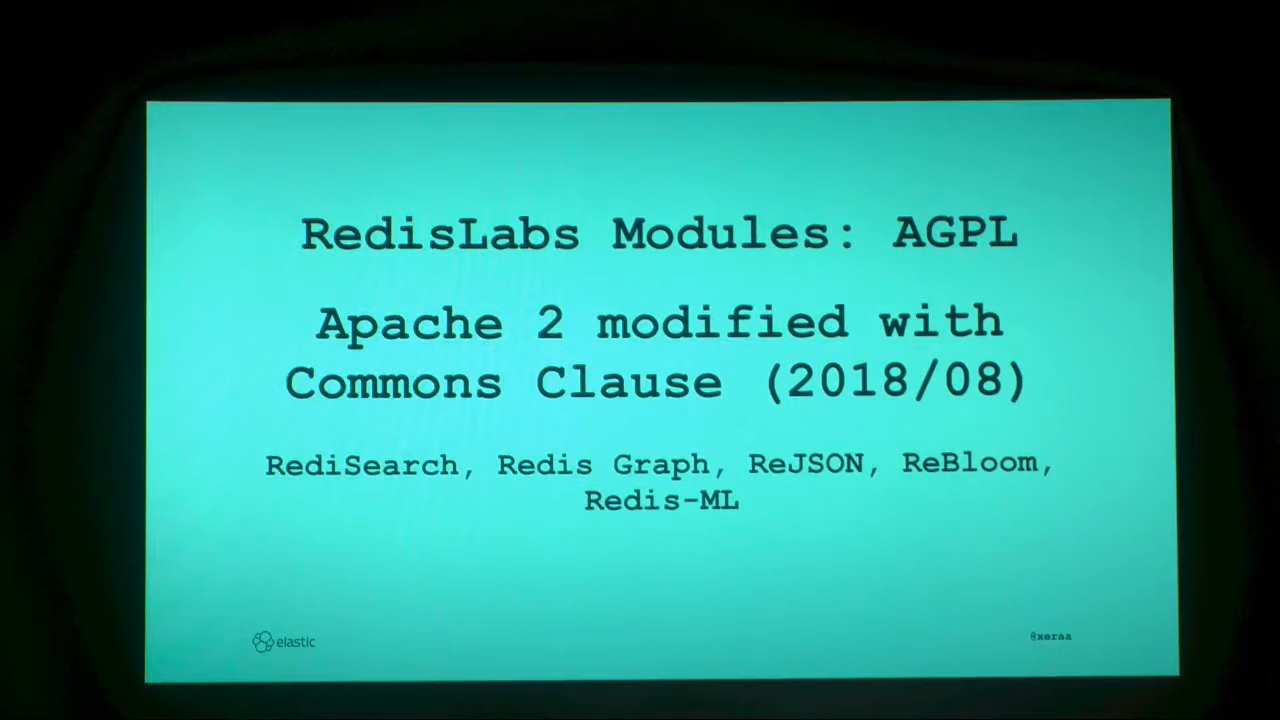 RedisLabs Modules: AGPL
Apache 2 modified with
Commons Clause (2018/08)
RediSearch, Redis Graph, ReJSON, ReBloom,
Redis-ML
elastic
@xeraa